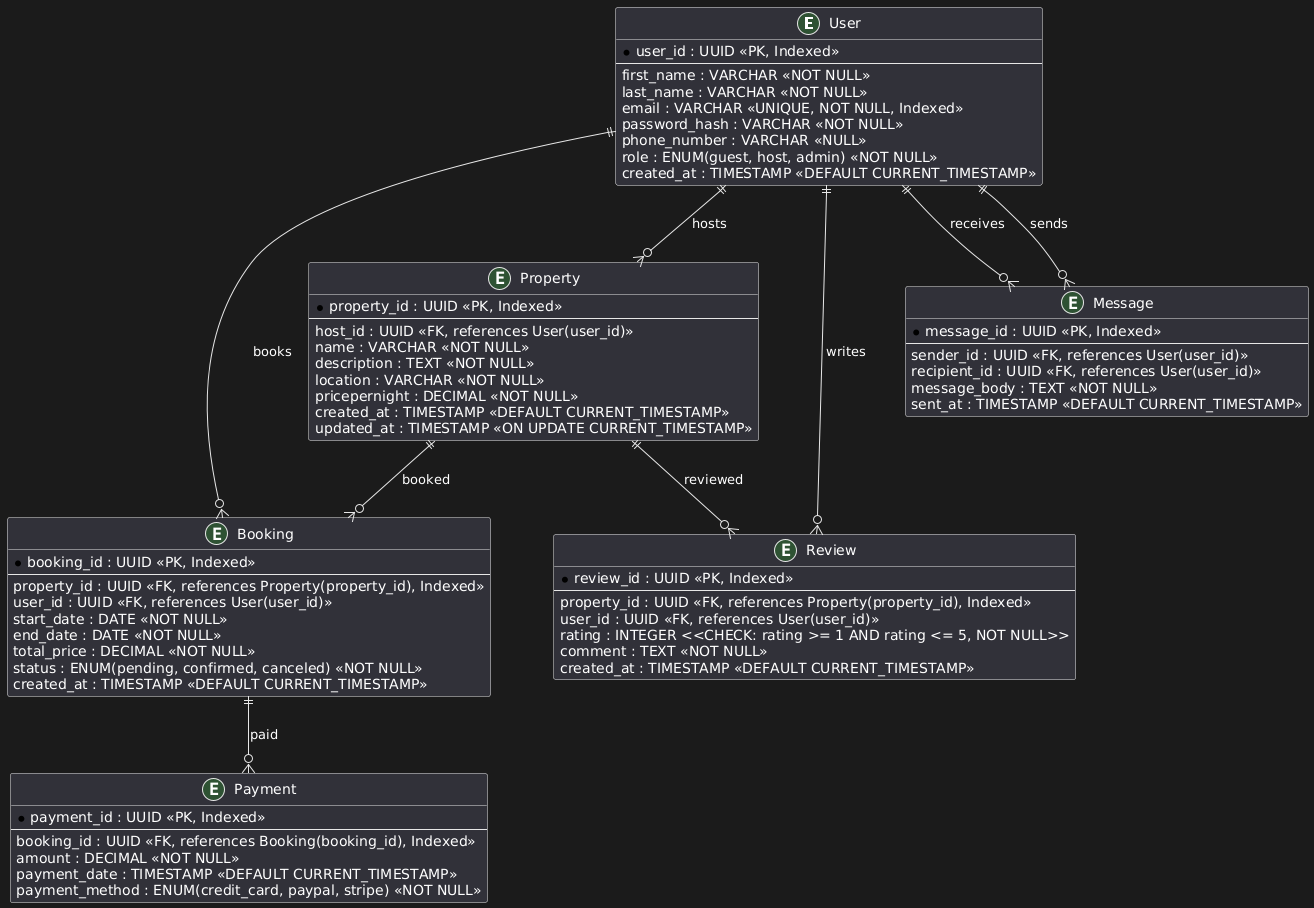 E User
user_id : UUID «PK, Indexed»
first_name : VARCHAR «NOT NULL»
last_name : VARCHAR «NOT NULL»
email : VARCHAR «UNIQUE, NOT NULL, Indexed»
password_hash : VARCHAR «NOT NULL»
phone_number : VARCHAR «NULL»
role : ENUM(guest, host, admin) «NOT NULL»
created_at : TIMESTAMP «DEFAULT CURRENT_TIMESTAMP»
hosts
receives
sends
E Property
property_id : UUID «PK, Indexed»
host_id : UUID «FK, references User(user_id)»
name : VARCHAR «NOT NULL»
description : TEXT «NOT NULL»
location : VARCHAR «NOT NULL»
pricepernight : DECIMAL «NOT NULL»
created_at : TIMESTAMP «DEFAULT CURRENT_TIMESTAMP»
updated_at : TIMESTAMP «ON UPDATE CURRENT_TIMESTAMP»
E Message
message_id : UUID «PK, Indexed»
sender_id : UUID «FK, references User(user_id)»
recipient_id : UUID «FK, references User(user_id)»
message_body : TEXT «NOT NULL»
sent_at : TIMESTAMP «DEFAULT CURRENT_TIMESTAMP»
books
writes
booked
reviewed
E Booking
booking_id : UUID «PK, Indexed»
property_id : UUID «FK, references Property(property_id), Indexed»
user_id : UUID «FK, references User(user_id)»
start_date : DATE «NOT NULL»
end_date : DATE «NOT NULL»
total_price : DECIMAL «NOT NULL»
status : ENUM(pending, confirmed, canceled) «NOT NULL»
created_at : TIMESTAMP «DEFAULT CURRENT_TIMESTAMP»
E Review
review_id : UUID «PK, Indexed»
property_id : UUID «FK, references Property(property_id), Indexed»
user_id : UUID «FK, references User(user_id)»
rating : INTEGER <<CHECK: rating >= 1 AND rating <= 5, NOT NULL>>
comment : TEXT «NOT NULL»
created_at : TIMESTAMP «DEFAULT CURRENT_TIMESTAMP»
paid
E Payment
payment_id : UUID «PK, Indexed»
booking_id : UUID «FK, references Booking(booking_id), Indexed»
amount : DECIMAL «NOT NULL»
payment_date : TIMESTAMP «DEFAULT CURRENT_TIMESTAMP»
payment_method : ENUM(credit_card, paypal, stripe) «NOT NULL»